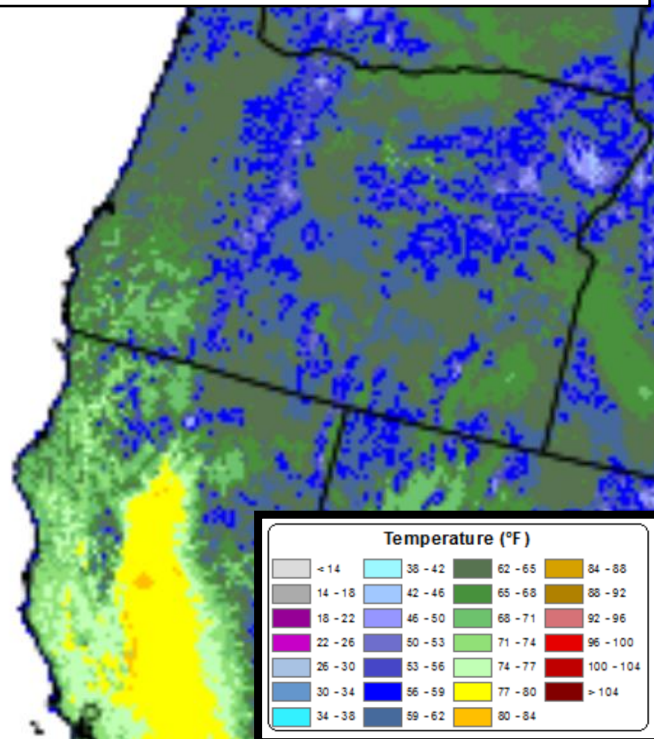 Temperature (°F)
< 14 38 - 42 62 - 65 84 - 88
14 - 18 42 - 46 65 - 68 88 - 92
18 - 22 46 - 50 68 - 71 92 - 96
22 - 26 50 - 53 71 - 74 96 - 100
26 - 30 53 - 56 74 - 77 100 - 104
30 - 34 56 - 59 77 - 80 > 104
34 - 38 59 - 62 80 - 84